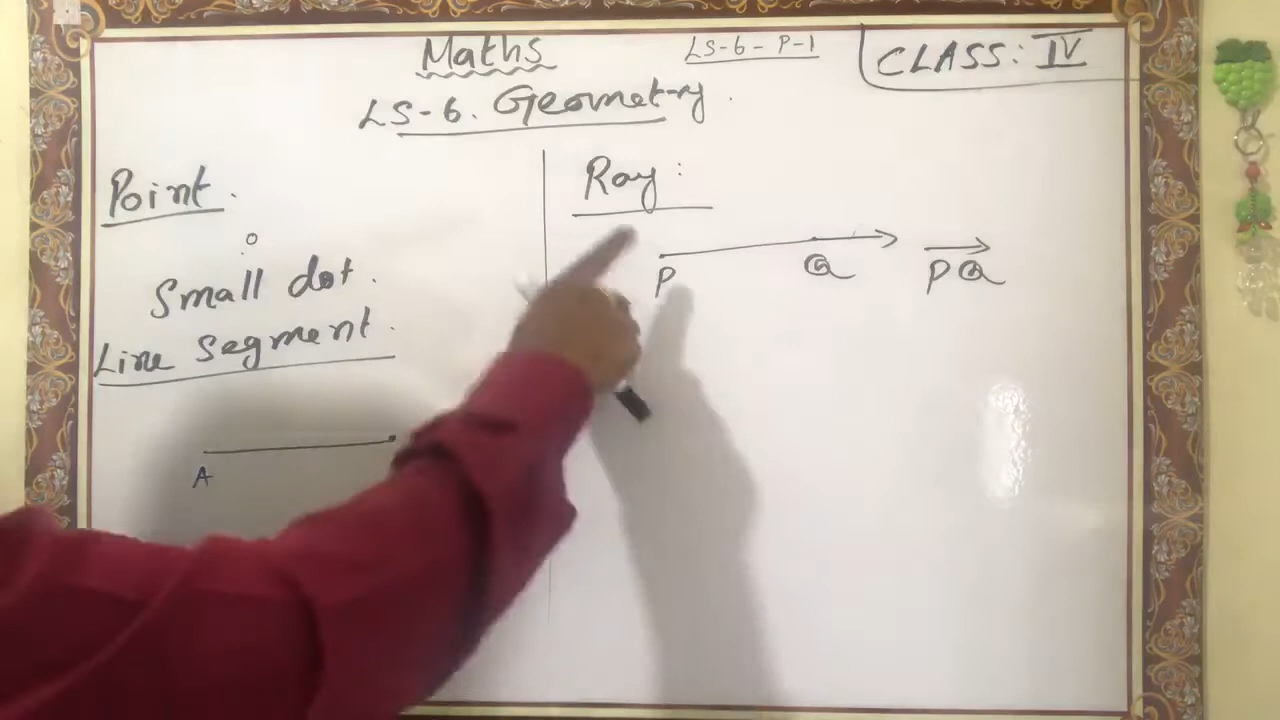 Maths
LS-6-P-1
CLASS: IV
LS-6. Geometry.
Point.
Small dot.
Line Segment.
A
Ray:
P
Q
PQ